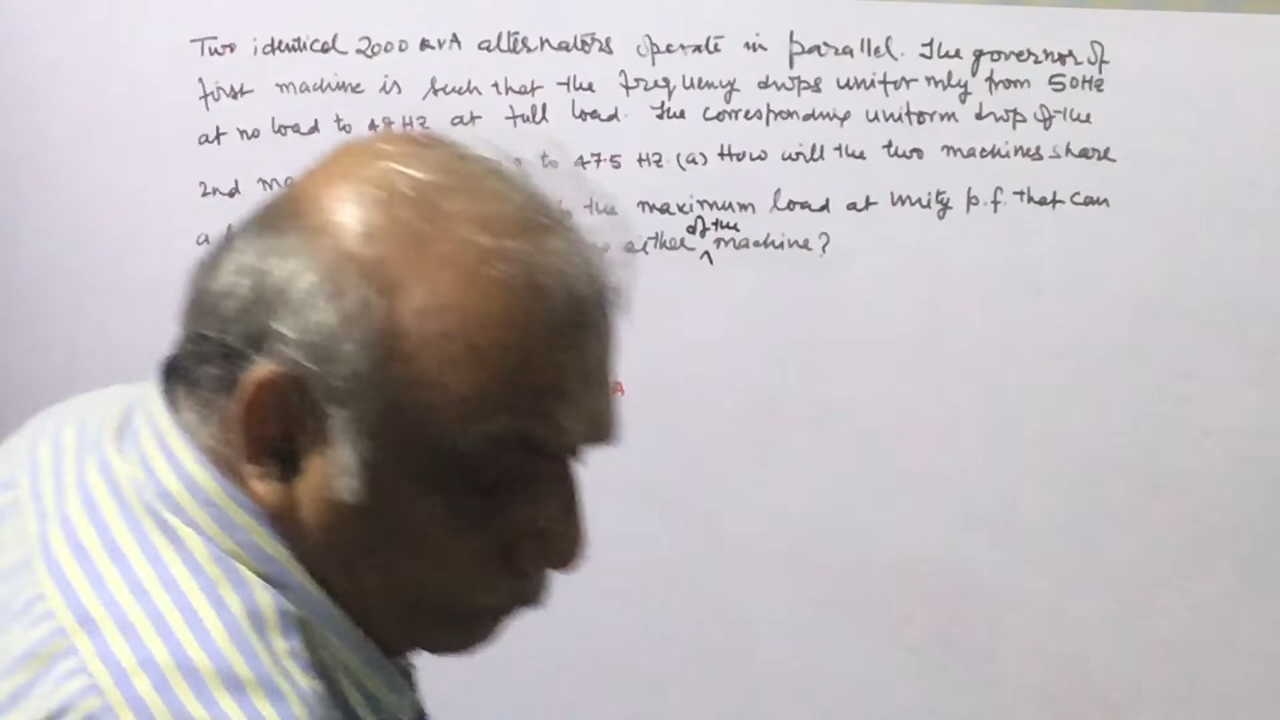 Two identical 2000 kVA alternators operate in parallel. The governor of
first machine is such that the frequency drops uniformly from 50Hz
at no load to 48 HZ at full load. The corresponding uniform drop of the
2nd to 47.5 HZ (a) How will the two machines share
a the maximum load at unity p.f. that can
either of the machine?
A